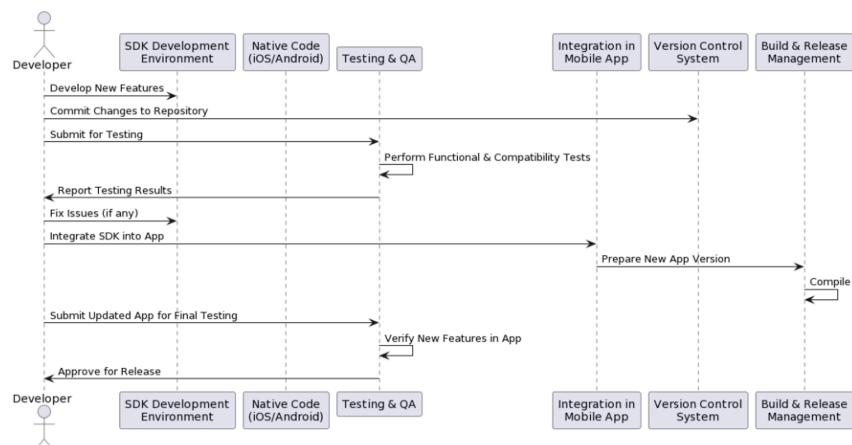 Developer
SDK Development
Environment
Native Code
(iOS/Android)
Testing & QA
Integration in
Mobile App
Version Control
System
Build & Release
Management
Develop New Features
Commit Changes to Repository
Submit for Testing
Perform Functional & Compatibility Tests
Report Testing Results
Fix Issues (if any)
Integrate SDK into App
Prepare New App Version
Compile
Submit Updated App for Final Testing
Verify New Features in App
Approve for Release
Developer
SDK Development
Environment
Native Code
(iOS/Android)
Testing & QA
Integration in
Mobile App
Version Control
System
Build & Release
Management